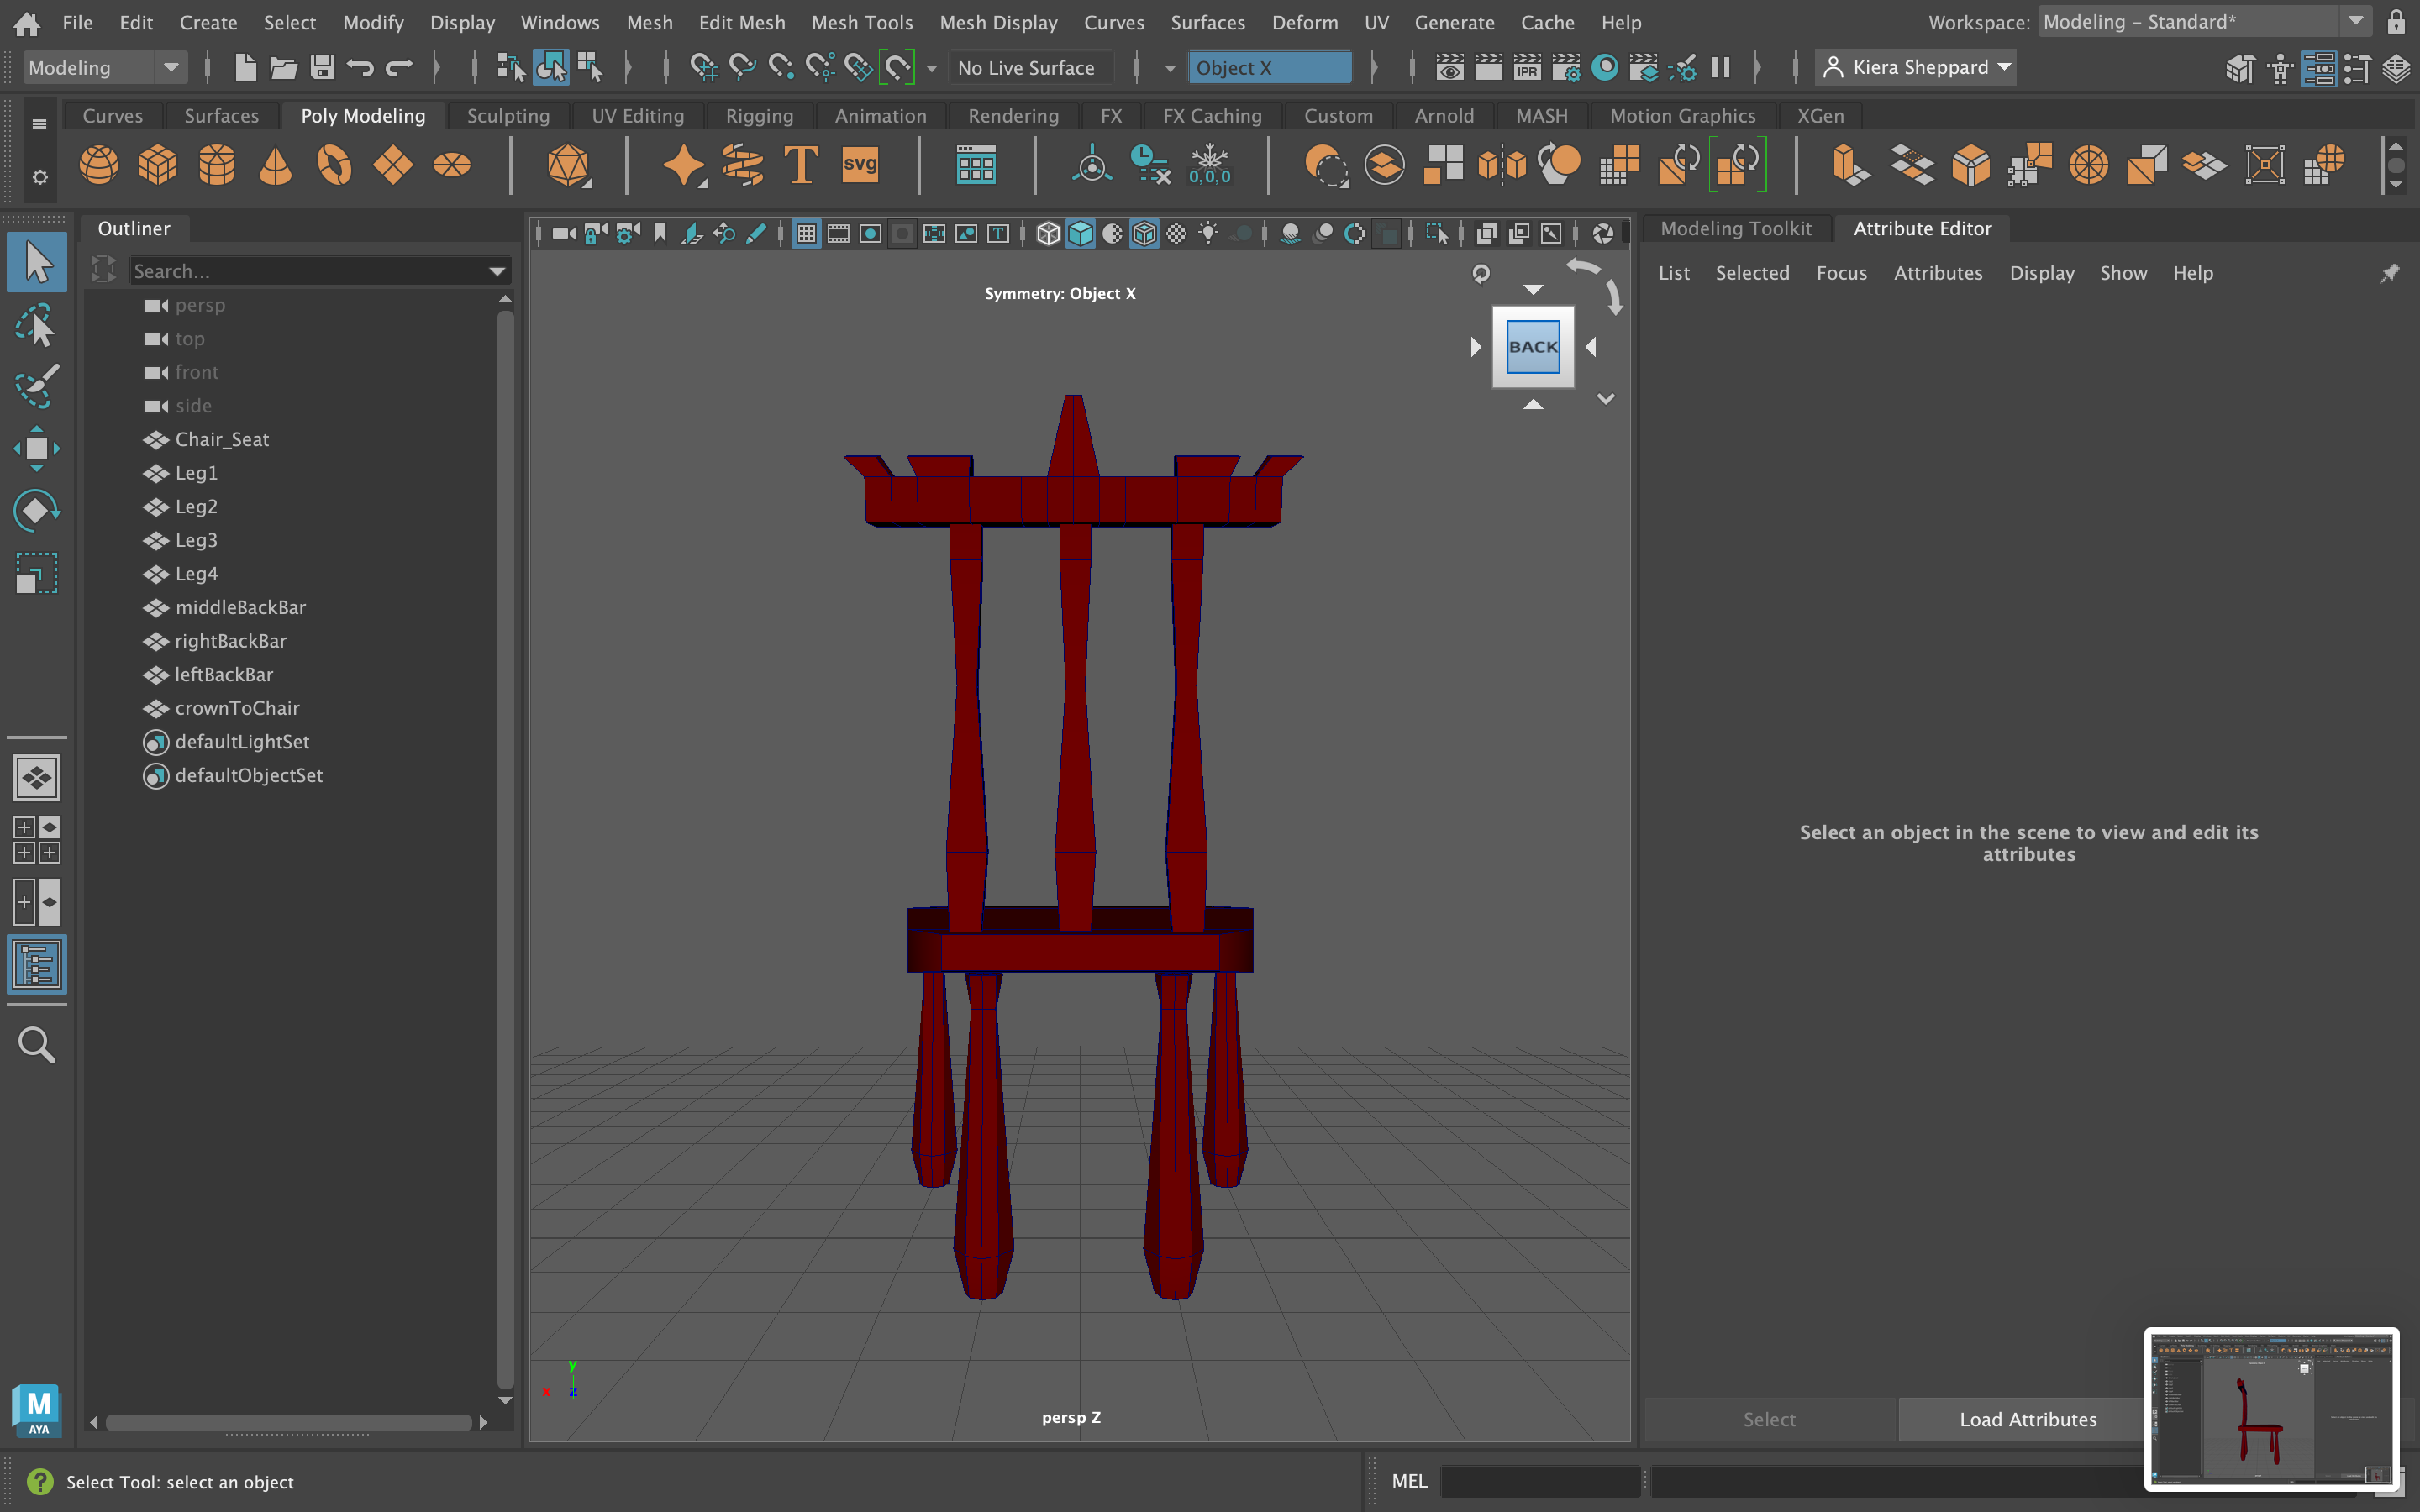 File Edit Create Select Modify Display Windows Mesh Edit Mesh Mesh Tools Mesh Display Curves Surfaces Deform UV Generate Cache Help Workspace: Modeling - Standard*
Modeling No Live Surface Object X IPR Kiera Sheppard
Curves Surfaces Poly Modeling Sculpting UV Editing Rigging Animation Rendering FX FX Caching Custom Arnold MASH Motion Graphics XGen
T svg 0,0,0
Outliner
Search...
persp
top
front
side
Chair_Seat
Leg1
Leg2
Leg3
Leg4
middleBackBar
rightBackBar
leftBackBar
crownToChair
defaultLightSet
defaultObjectSet
Symmetry: Object X
BACK
y
x z
persp Z
Modeling Toolkit Attribute Editor
List Selected Focus Attributes Display Show Help
Select an object in the scene to view and edit its
attributes
Select Load Attributes
M
AYA
Select Tool: select an object
MEL